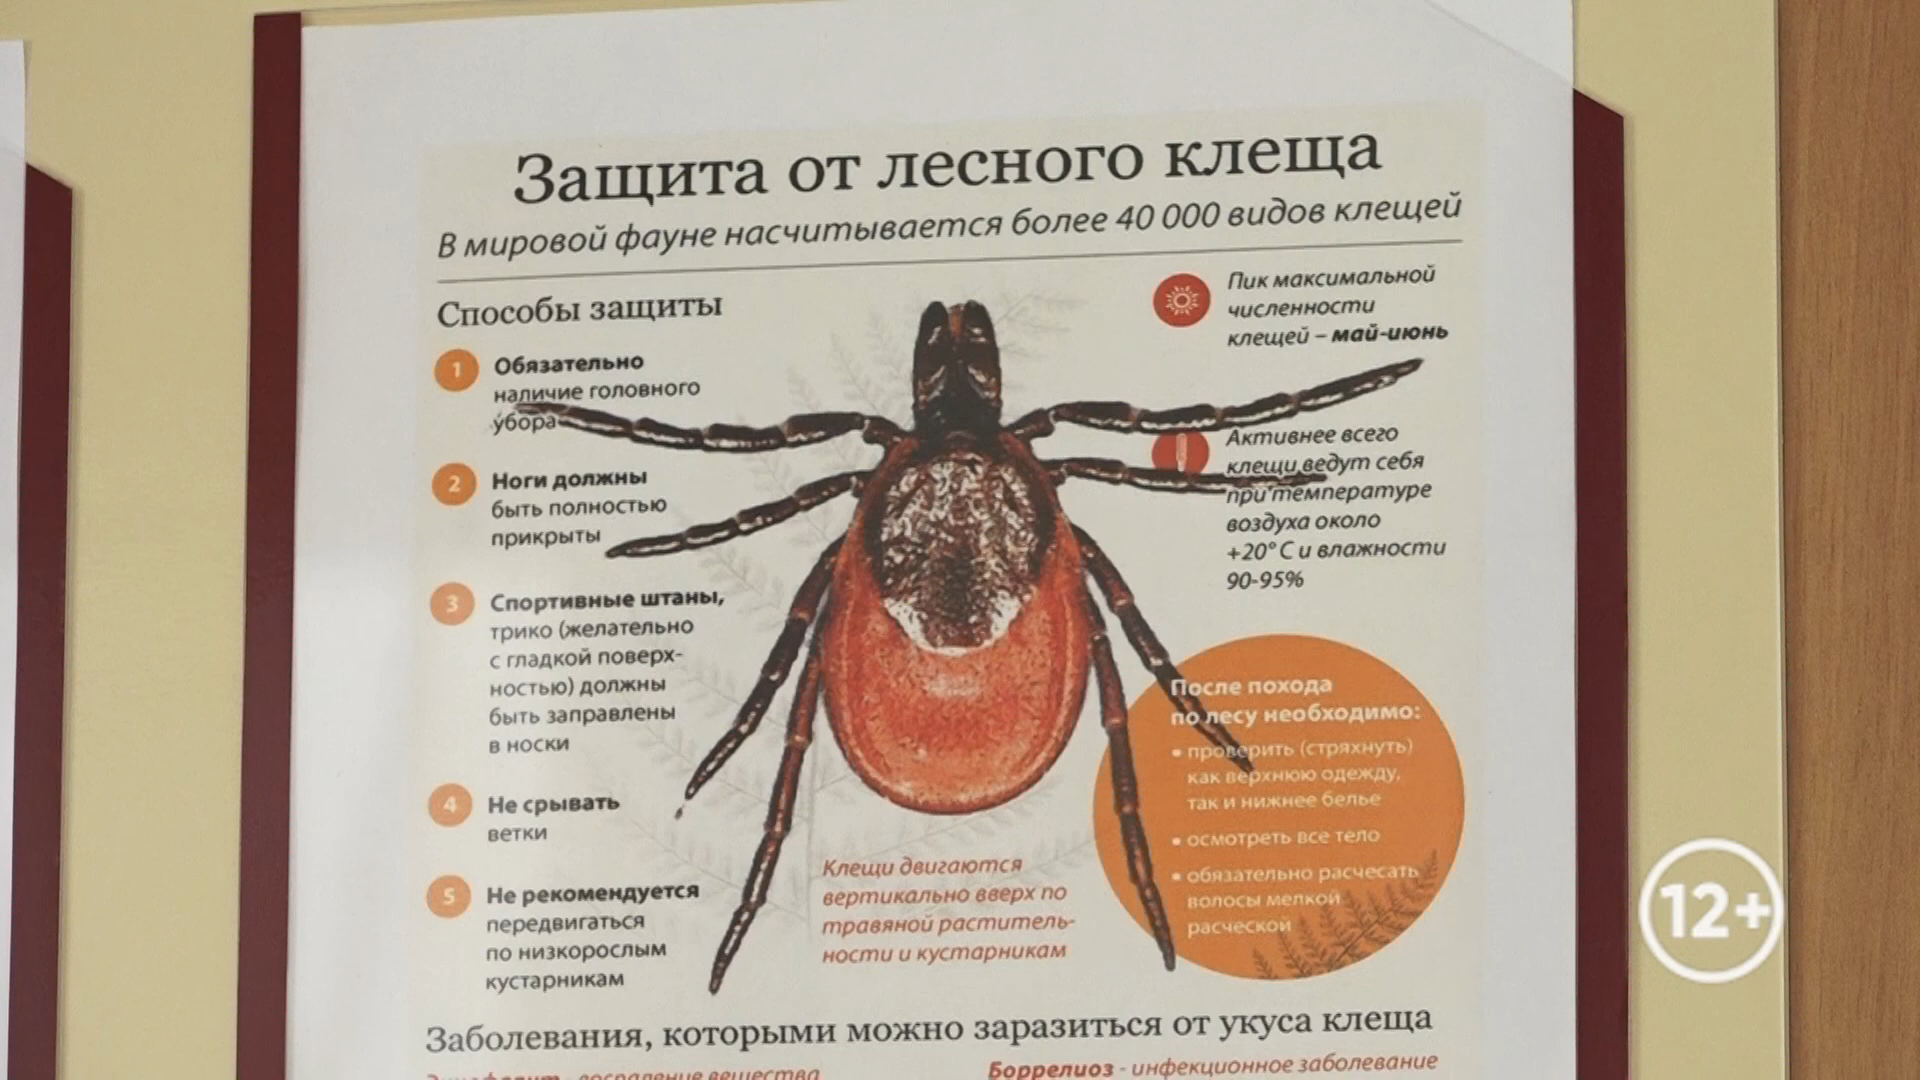 Защита от лесного клеща
В мировой фауне насчитывается более 40 000 видов клещей
Способы защиты
1 Обязательно
наличие головного
убора
2 Ноги должны
быть полностью
прикрыты
3 Спортивные штаны,
трико (желательно
с гладкой поверх-
ностью) должны
быть заправлены
в носки
4 Не срывать
ветки
5 Не рекомендуется
передвигаться
по низкорослым
кустарникам
Пик максимальной
численности
клещей – май-июнь
Активнее всего
клещи ведут себя
при температуре
воздуха около
+20° С и влажности
90-95%
После похода
по лесу необходимо:
• проверить (стряхнуть)
как верхнюю одежду,
так и нижнее белье
• осмотреть все тело
• обязательно расчесать
волосы мелкой
расческой
Клещи двигаются
вертикально вверх по
травяной раститель-
ности и кустарникам
12+
Заболевания, которыми можно заразиться от укуса клеща
воспаление вещества
Боррелиоз - инфекционное заболевание